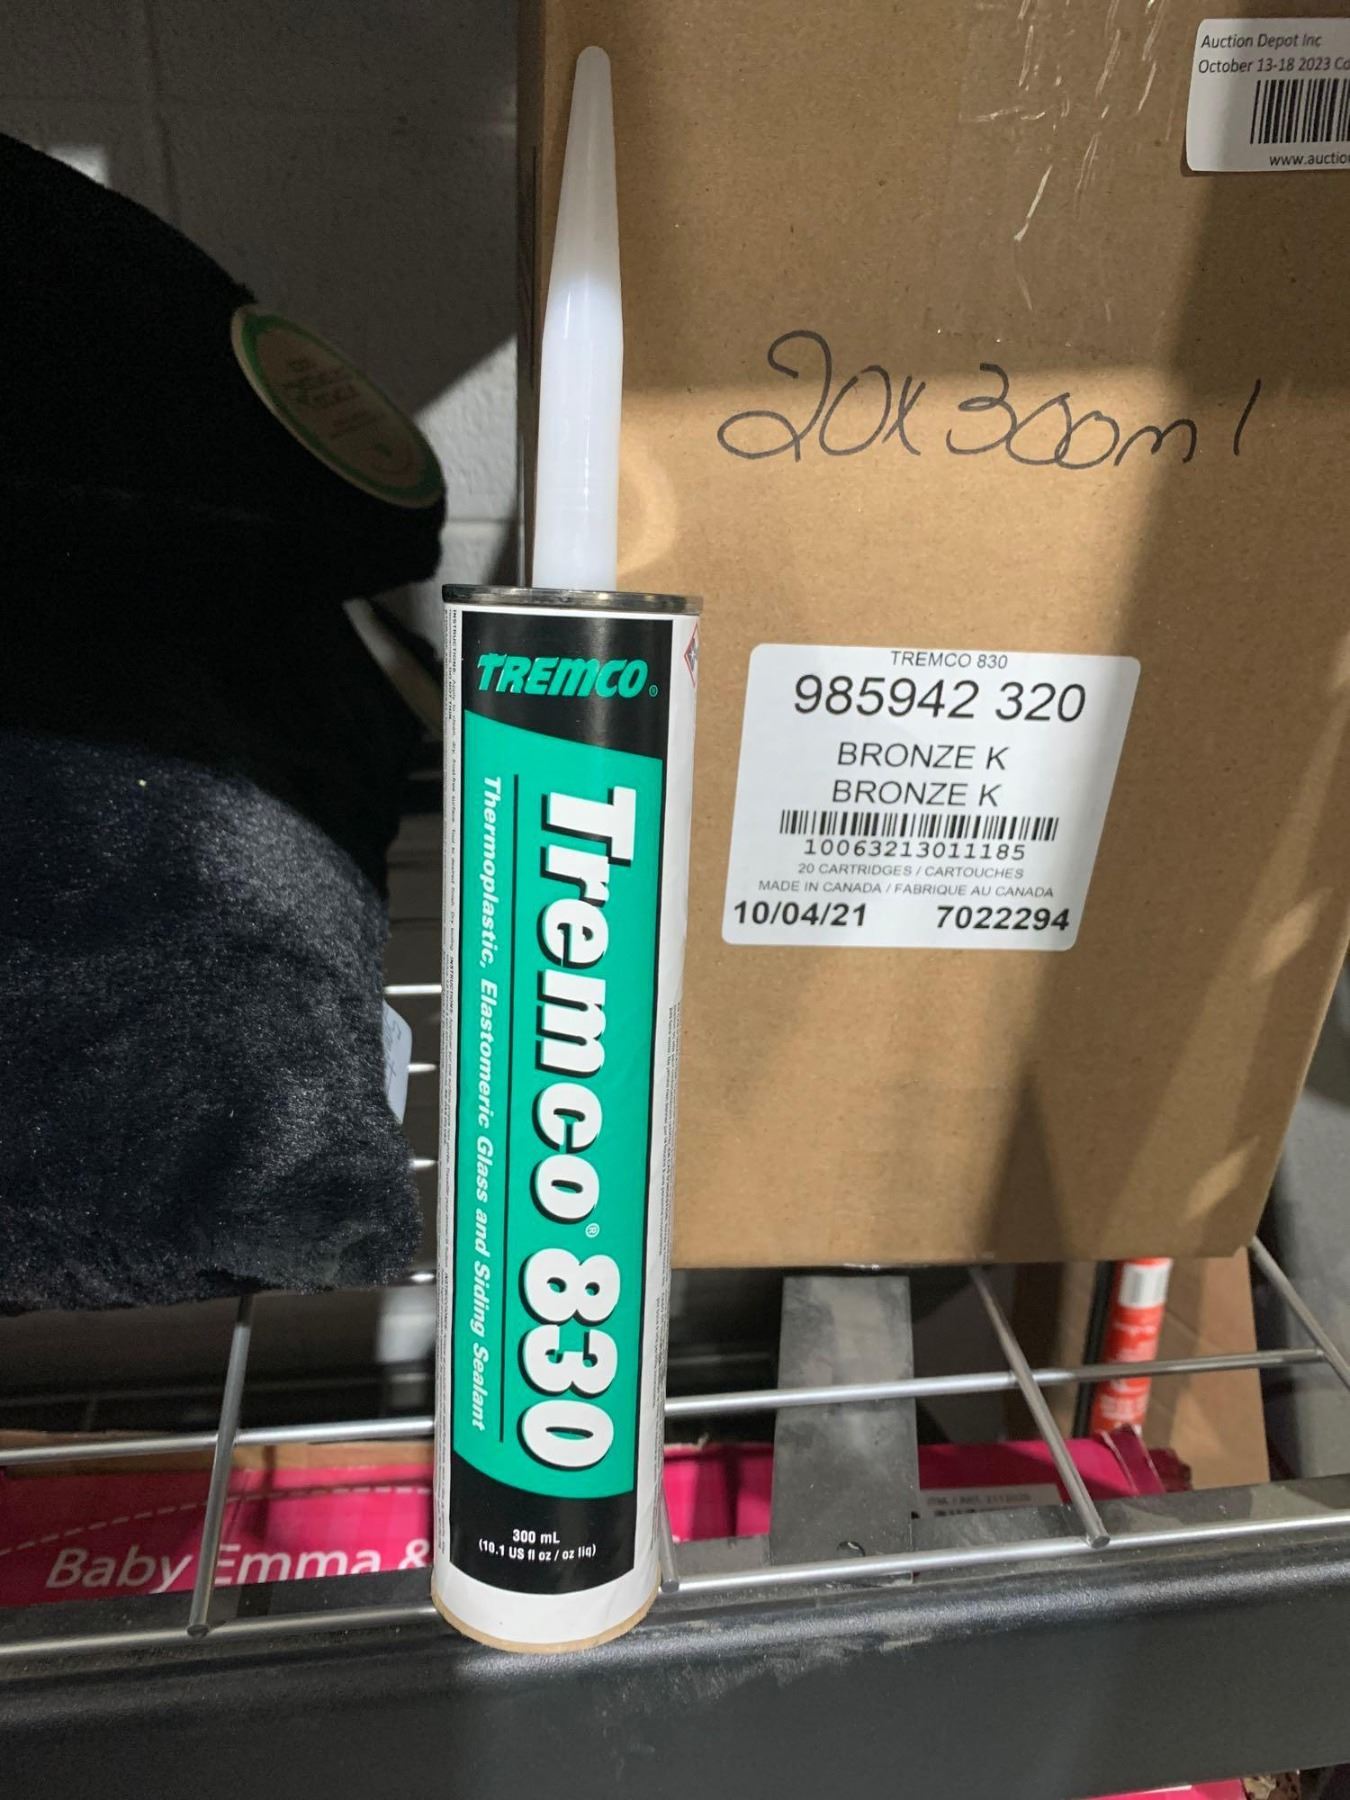 Auction Depot Inc
October 13-18 2023
www.auctio
20x300ml
TREMCO 830
985942 320
BRONZE K
BRONZE K
10063213011185
20 CARTRIDGES / CARTOUCHES
MADE IN CANADA / FABRIQUE AU CANADA
10/04/21 7022294
TREMCO®
Tremco® 830
Thermoplastic, Elastomeric Glass and Siding Sealant
300 mL
(10.1 US fl oz / oz liq)
Baby Emma &